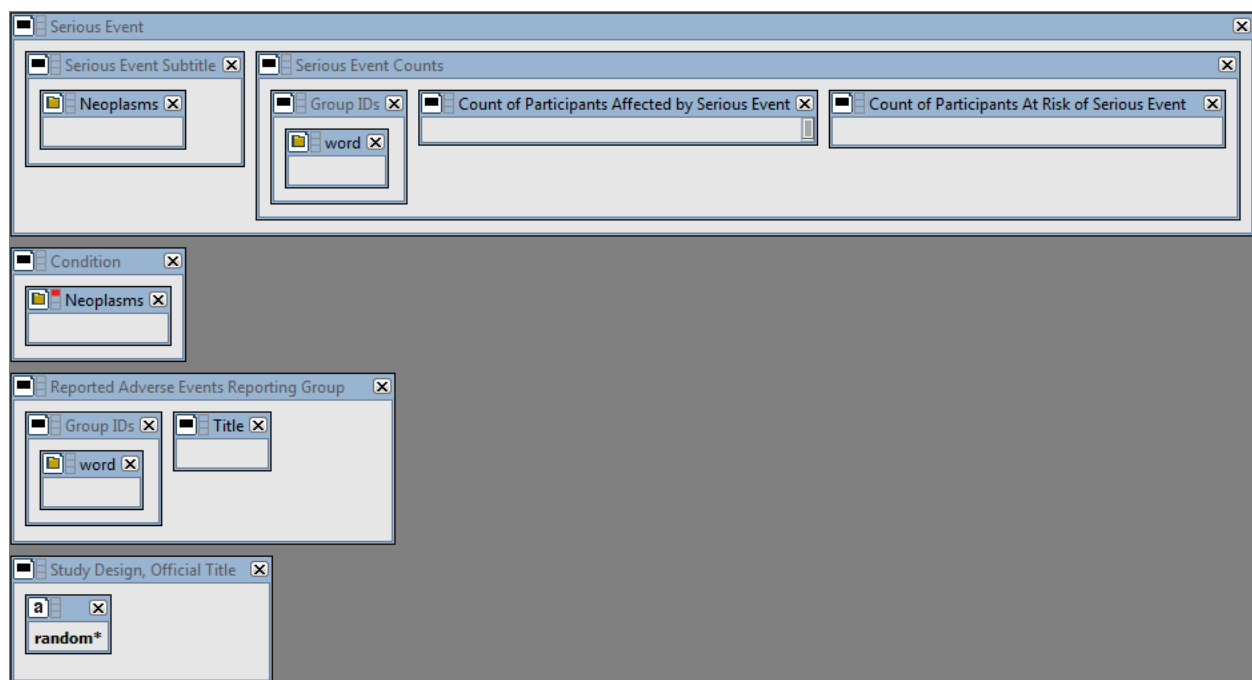 Serious Event
Serious Event Subtitle
Serious Event Counts
Neoplasms
Group IDs
Count of Participants Affected by Serious Event
Count of Participants At Risk of Serious Event
word
Condition
Neoplasms
Reported Adverse Events Reporting Group
Group IDs
Title
word
Study Design, Official Title
a
random*